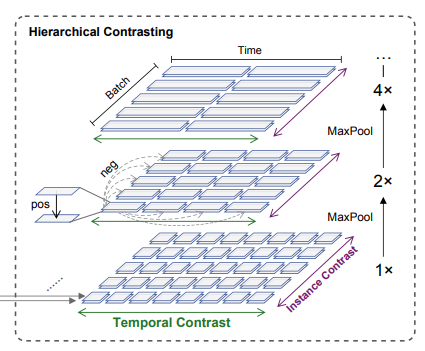 Hierarchical Contrasting
Time
...
Batch
4×
MaxPool
neg
pos
2×
MaxPool
1×
Instance Contrast
Temporal Contrast